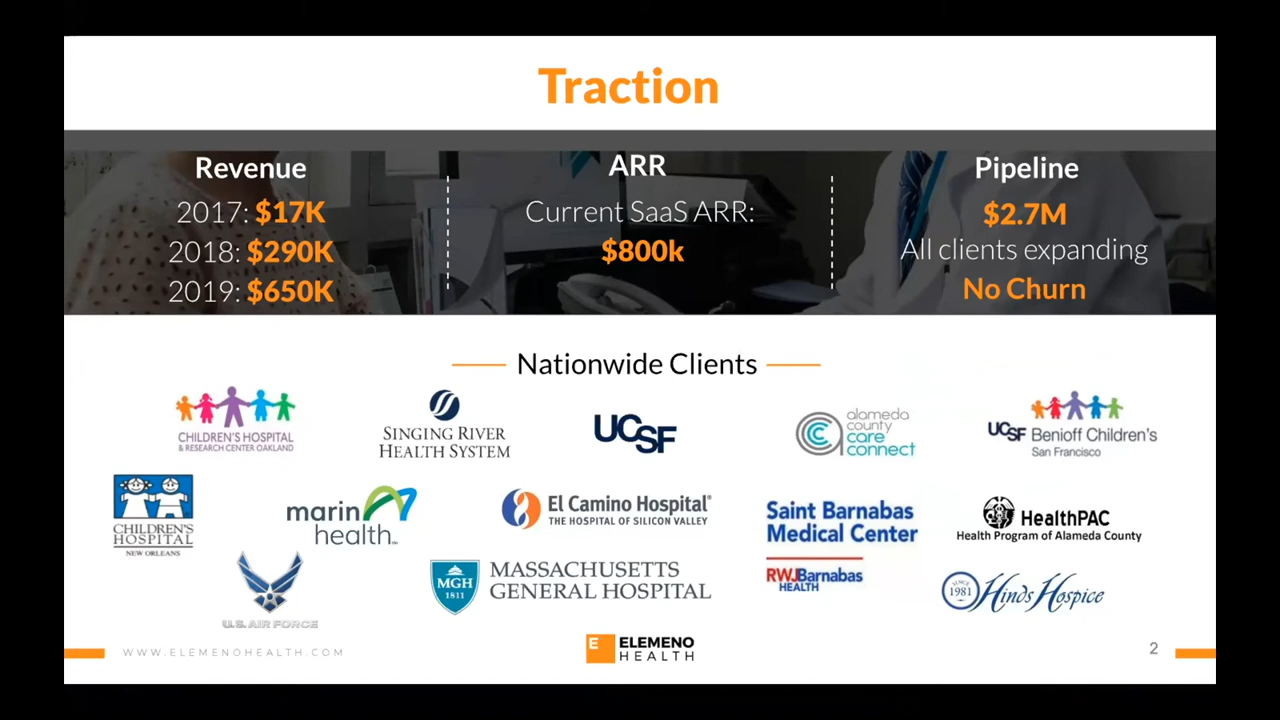 Traction
Revenue
2017: $17K
2018: $290K
2019: $650K
ARR
Current SaaS ARR:
$800k
Pipeline
$2.7M
All clients expanding
No Churn
Nationwide Clients
CHILDREN'S HOSPITAL
& RESEARCH CENTER OAKLAND
SINGING RIVER
HEALTH SYSTEM
UCSF
alameda
county
care
connect
UCSF Benioff Children's
San Francisco
CHILDREN'S
HOSPITAL
NEW ORLEANS
marin
health™
El Camino Hospital®
THE HOSPITAL OF SILICON VALLEY
Saint Barnabas
Medical Center
RWJBarnabas
HEALTH
HealthPAC
Health Program of Alameda County
U.S. AIR FORCE
MGH
1811
MASSACHUSETTS
GENERAL HOSPITAL
SINCE
1981
Hinds Hospice
WWW.ELEMENOHEALTH.COM
E
ELEMENO
HEALTH
2